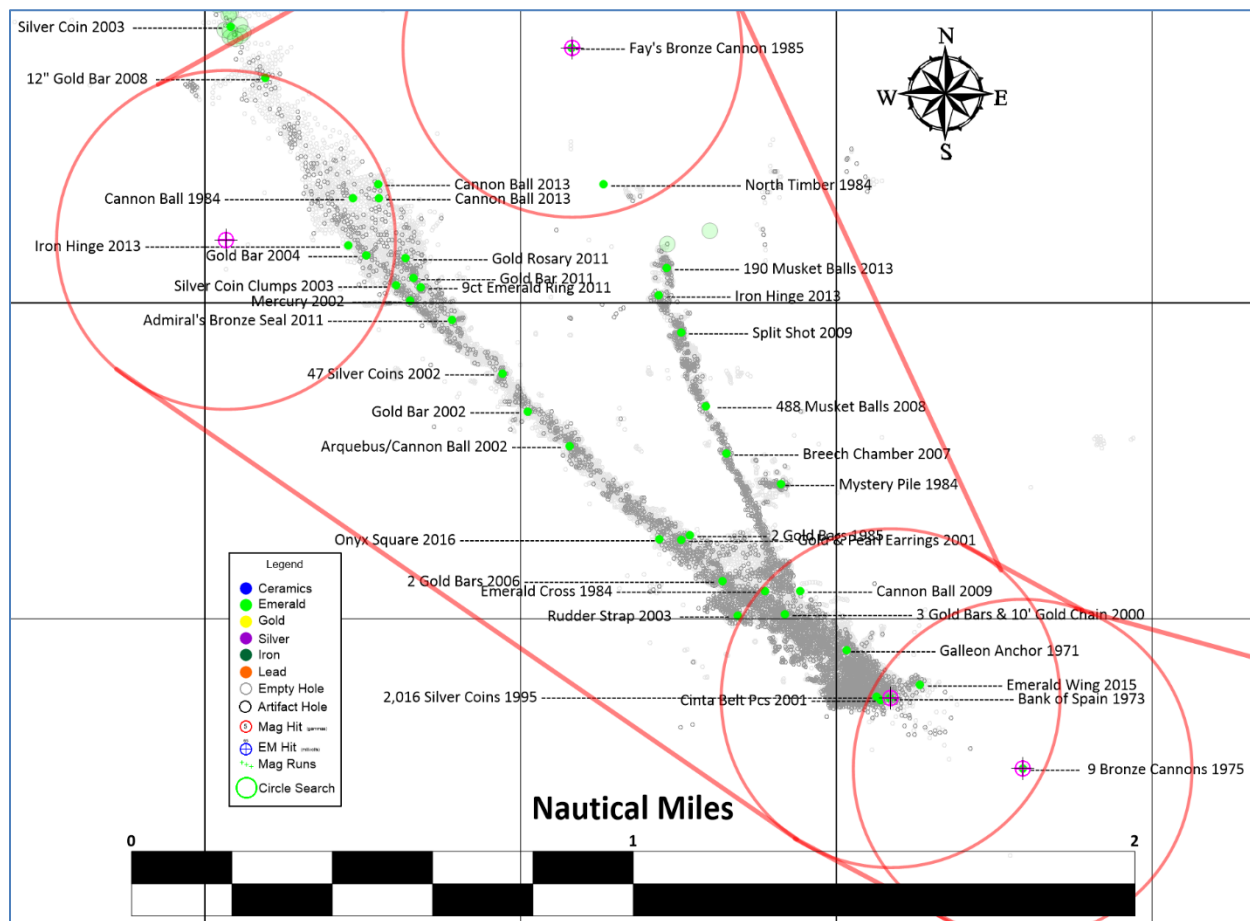 Silver Coin 2003
Fay's Bronze Cannon 1985
N
12" Gold Bar 2008
W
E
S
Cannon Ball 2013
North Timber 1984
Cannon Ball 1984
Cannon Ball 2013
Iron Hinge 2013
Gold Bar 2004
Gold Rosary 2011
190 Musket Balls 2013
Gold Bar 2011
Silver Coin Clumps 2003
9ct Emerald Ring 2011
Iron Hinge 2013
Mercury 2002
Admiral's Bronze Seal 2011
Split Shot 2009
47 Silver Coins 2002
Gold Bar 2002
488 Musket Balls 2008
Arquebus/Cannon Ball 2002
Breech Chamber 2007
Mystery Pile 1984
2 Gold Bars 1985
Onyx Square 2016
Gold & Pearl Earrings 2001
2 Gold Bars 2006
Emerald Cross 1984
Cannon Ball 2009
Rudder Strap 2003
3 Gold Bars & 10' Gold Chain 2000
Galleon Anchor 1971
Emerald Wing 2015
2,016 Silver Coins 1995
Cinta Belt Pcs 2001
Bank of Spain 1973
9 Bronze Cannons 1975
Legend
Ceramics
Emerald
Gold
Silver
Iron
Lead
Empty Hole
Artifact Hole
Mag Hit
EM Hit
Mag Runs
Circle Search
Nautical Miles
0
1
2